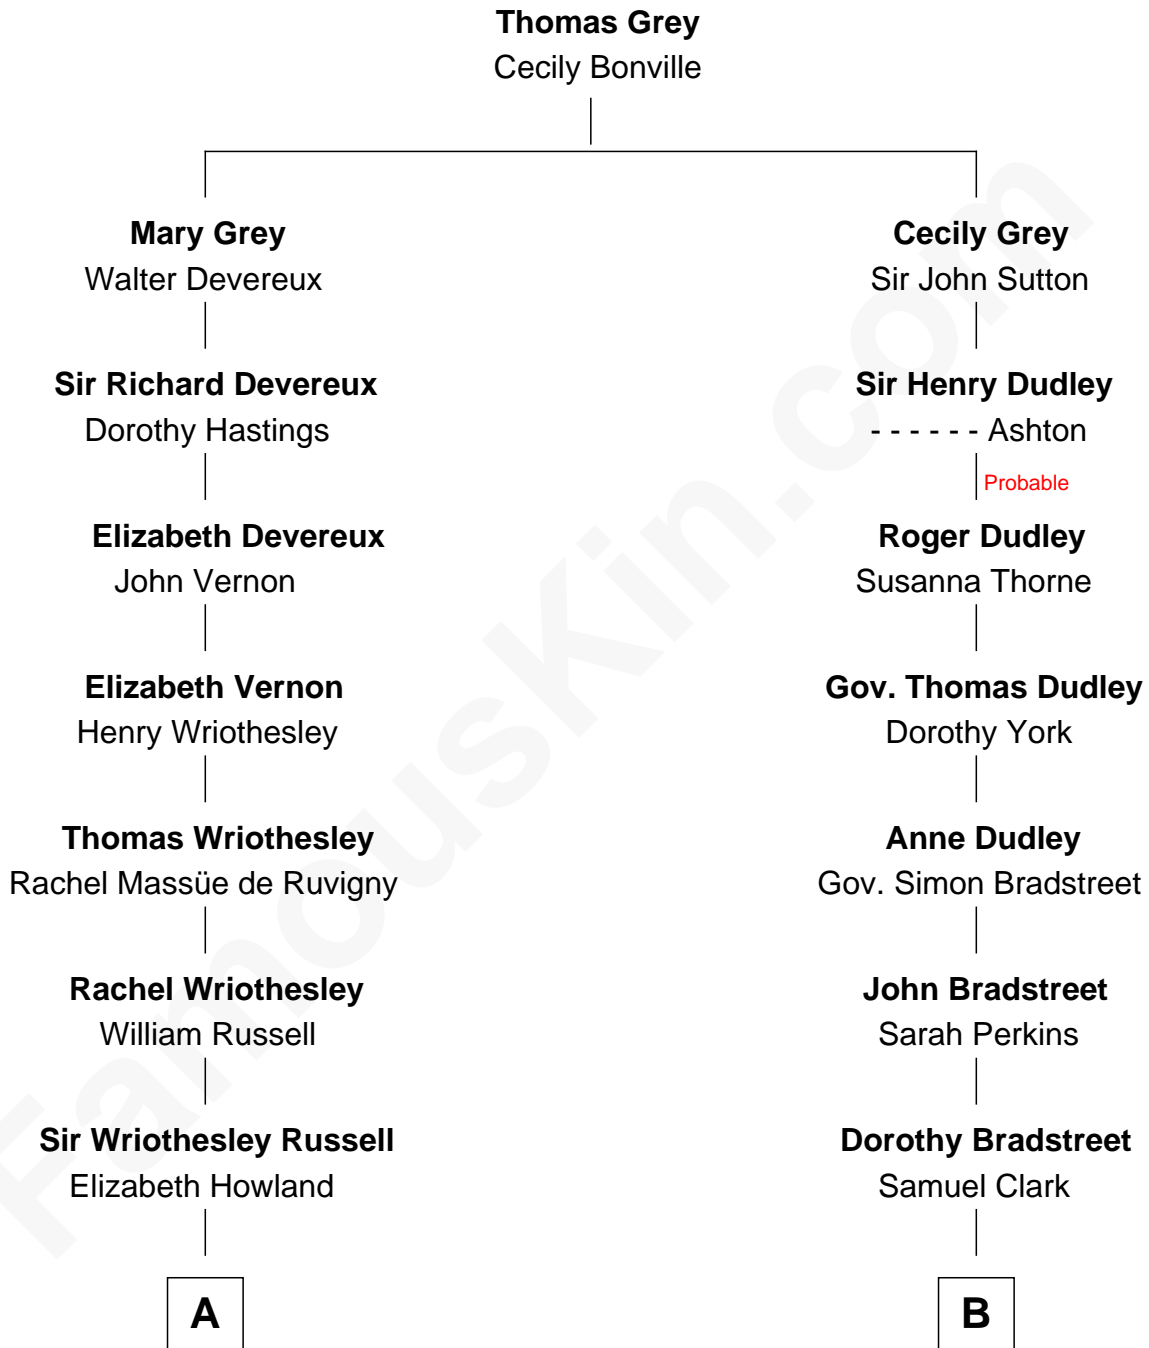 Thomas Grey
Cecily Bonville
Mary Grey
Walter Devereux
Cecily Grey
Sir John Sutton
Sir Richard Devereux
Dorothy Hastings
Sir Henry Dudley
- - - - - - Ashton
Probable
Elizabeth Devereux
John Vernon
Roger Dudley
Susanna Thorne
Elizabeth Vernon
Henry Wriothesley
Gov. Thomas Dudley
Dorothy York
Thomas Wriothesley
Rachel Massüe de Ruvigny
Anne Dudley
Gov. Simon Bradstreet
Rachel Wriothesley
William Russell
John Bradstreet
Sarah Perkins
Sir Wriothesley Russell
Elizabeth Howland
Dorothy Bradstreet
Samuel Clark
A
B
FamousKin.com